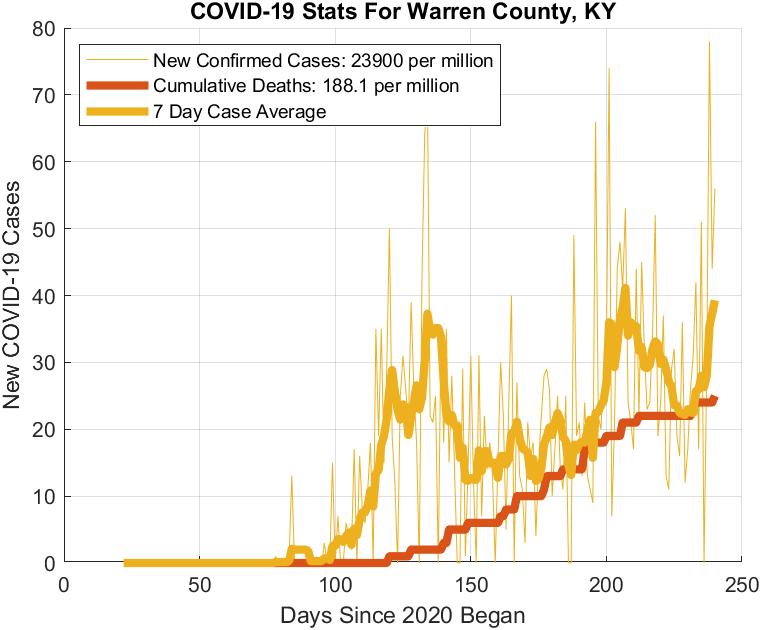 COVID-19 Stats For Warren County, KY
New Confirmed Cases: 23900 per million
Cumulative Deaths: 188.1 per million
7 Day Case Average
New COVID-19 Cases
80
70
60
50
40
30
20
10
0
0 50 100 150 200 250
Days Since 2020 Began